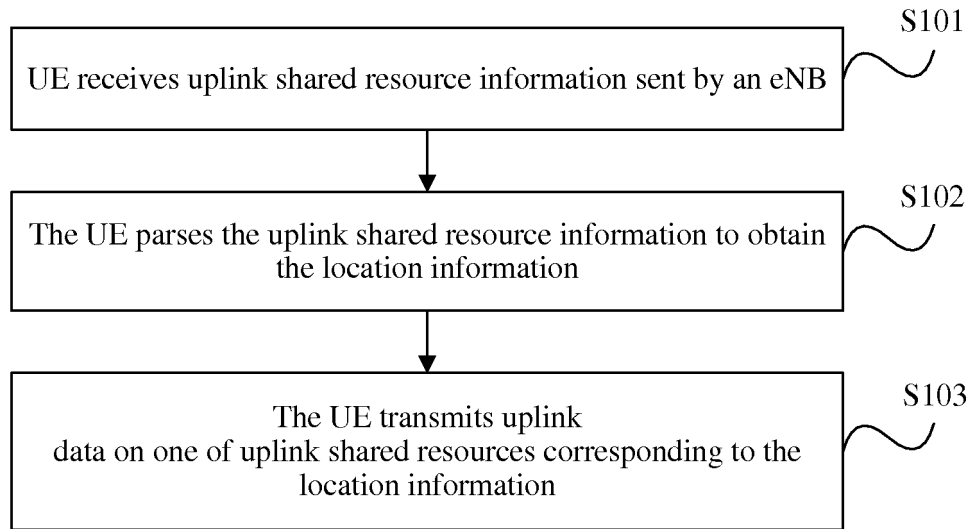 S101
UE receives uplink shared resource information sent by an eNB
S102
The UE parses the uplink shared resource information to obtain
the location information
S103
The UE transmits uplink
data on one of uplink shared resources corresponding to the
location information